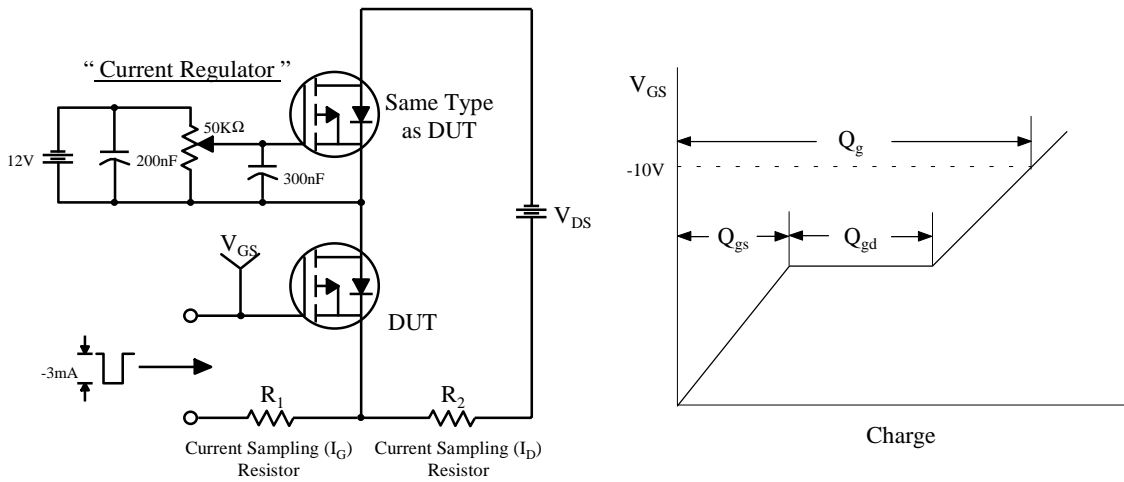 “ Current Regulator ”
Same Type
as DUT
50KΩ
12V
200nF
300nF
V_DS
V_GS
DUT
-3mA
R_1
R_2
Current Sampling (I_G)
Resistor
Current Sampling (I_D)
Resistor
V_GS
Q_g
-10V
Q_gs
Q_gd
Charge